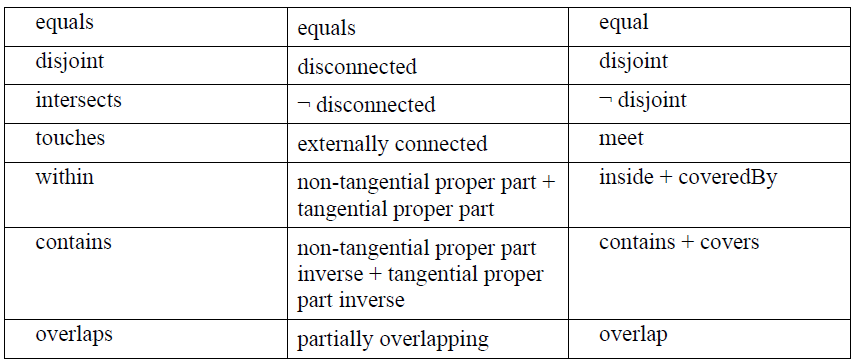 equals equals equal
disjoint disconnected disjoint
intersects ¬ disconnected ¬ disjoint
touches externally connected meet
within non-tangential proper part + inside + coveredBy
tangential proper part
contains non-tangential proper part contains + covers
inverse + tangential proper
part inverse
overlaps partially overlapping overlap